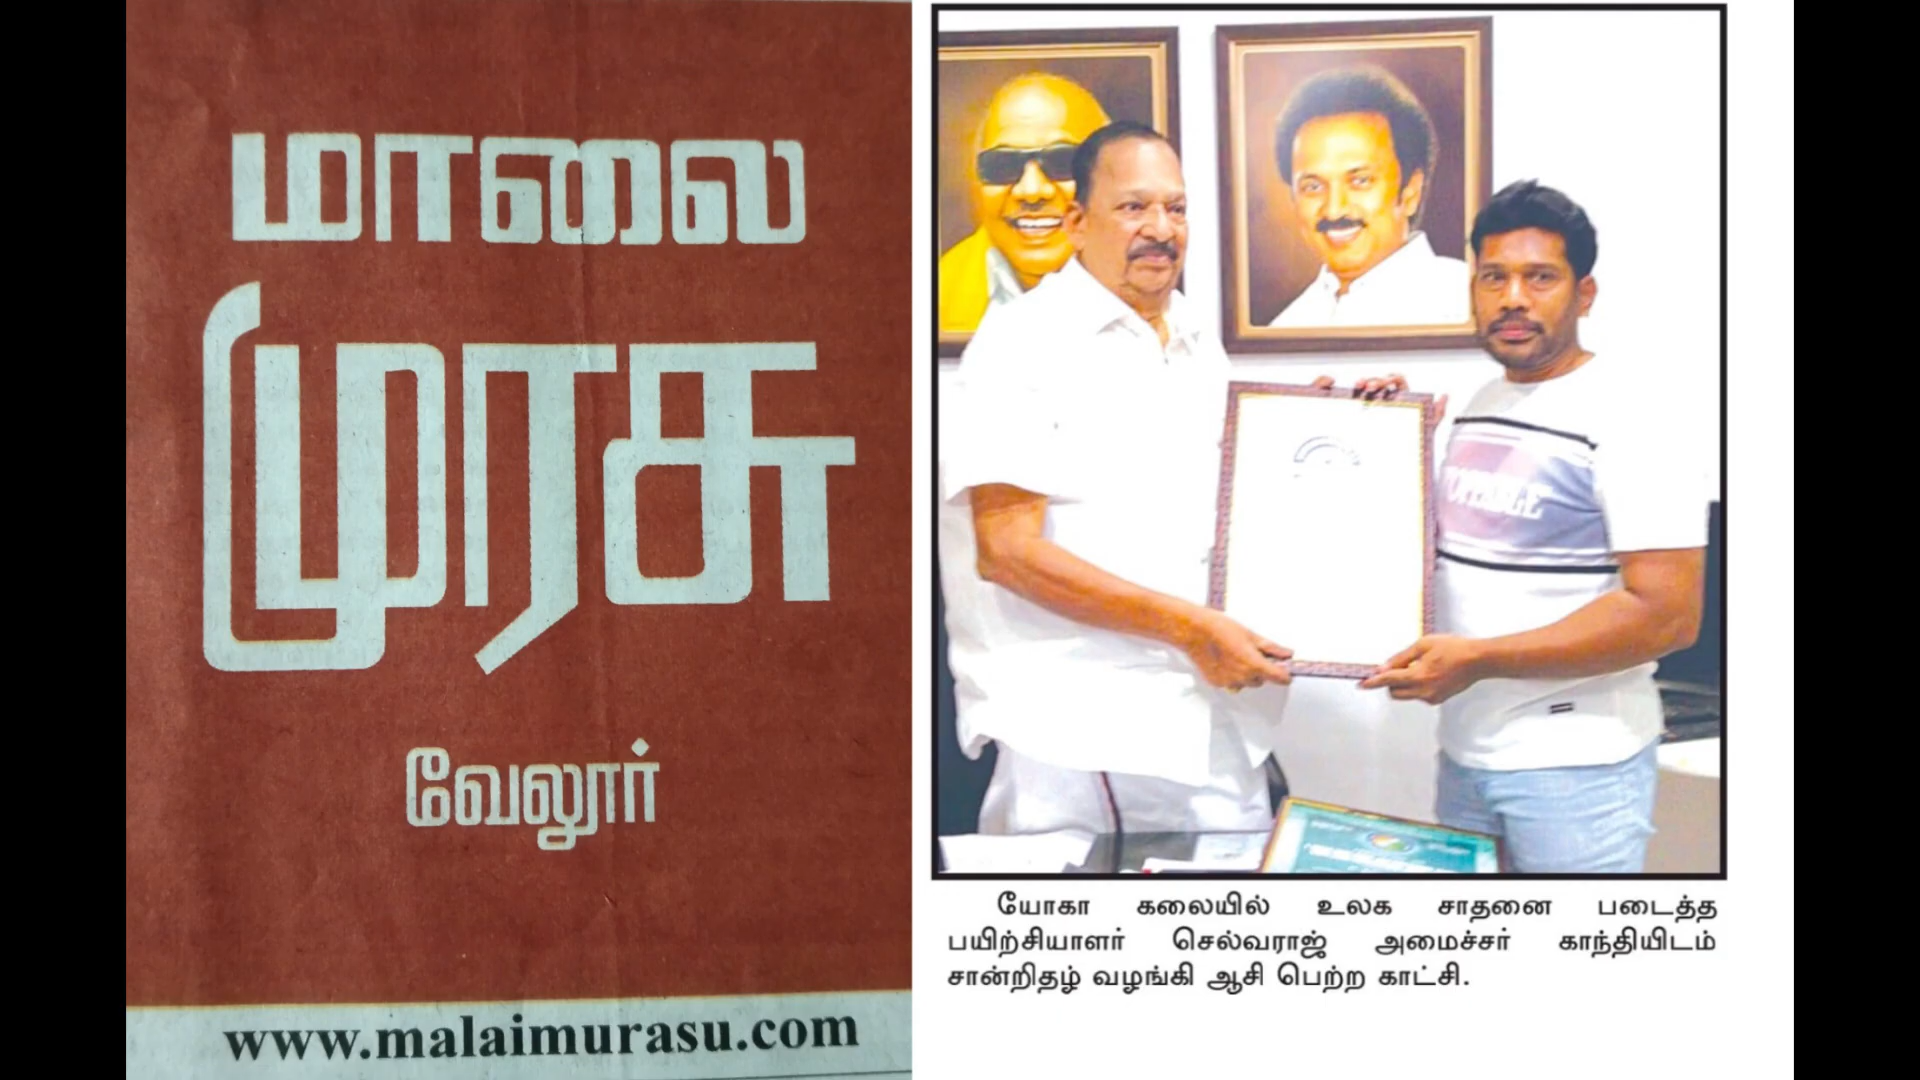 மாலை
முரசு
வேலூர்
www.malaimurasu.com
யோகா கலையில் உலக சாதனை படைத்த
பயிற்சியாளர் செல்வராஜ் அமைச்சர் காந்தியிடம்
சான்றிதழ் வழங்கி ஆசி பெற்ற காட்சி.